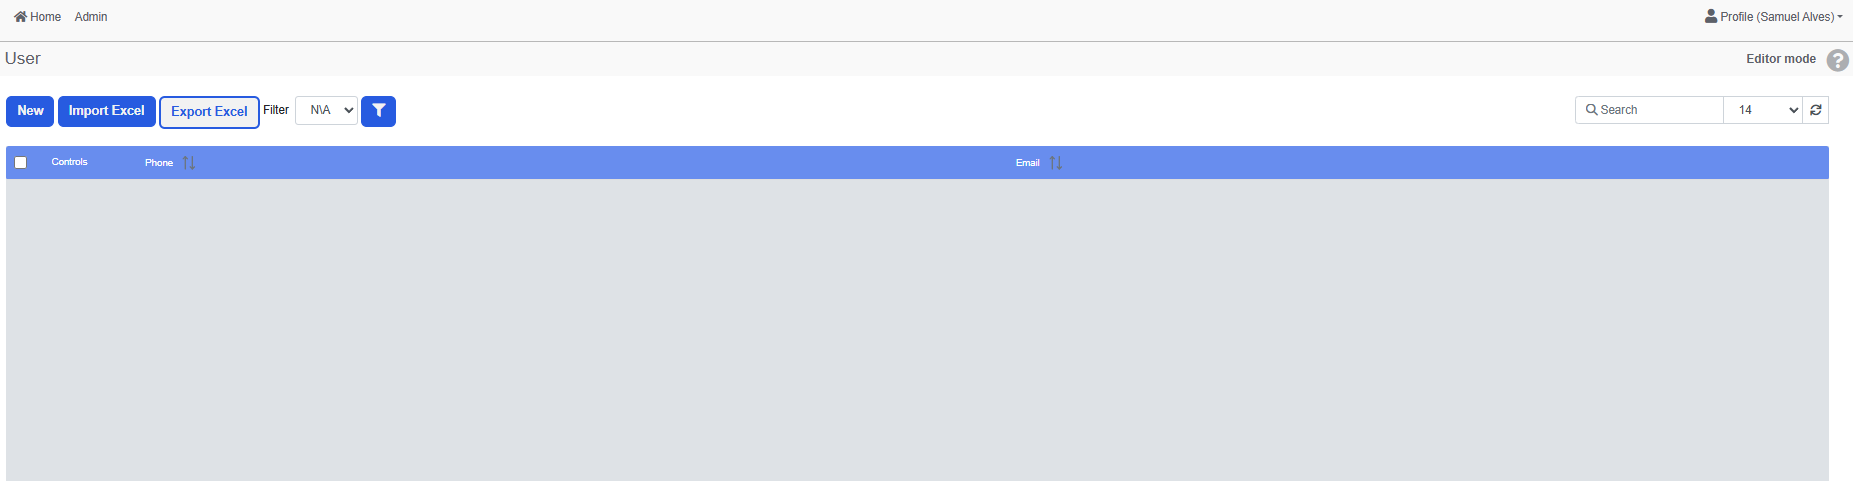 Home Admin Profile (Samuel Alves)
User Editor mode
New Import Excel Export Excel Filter N\A Search 14
Controls Phone Email